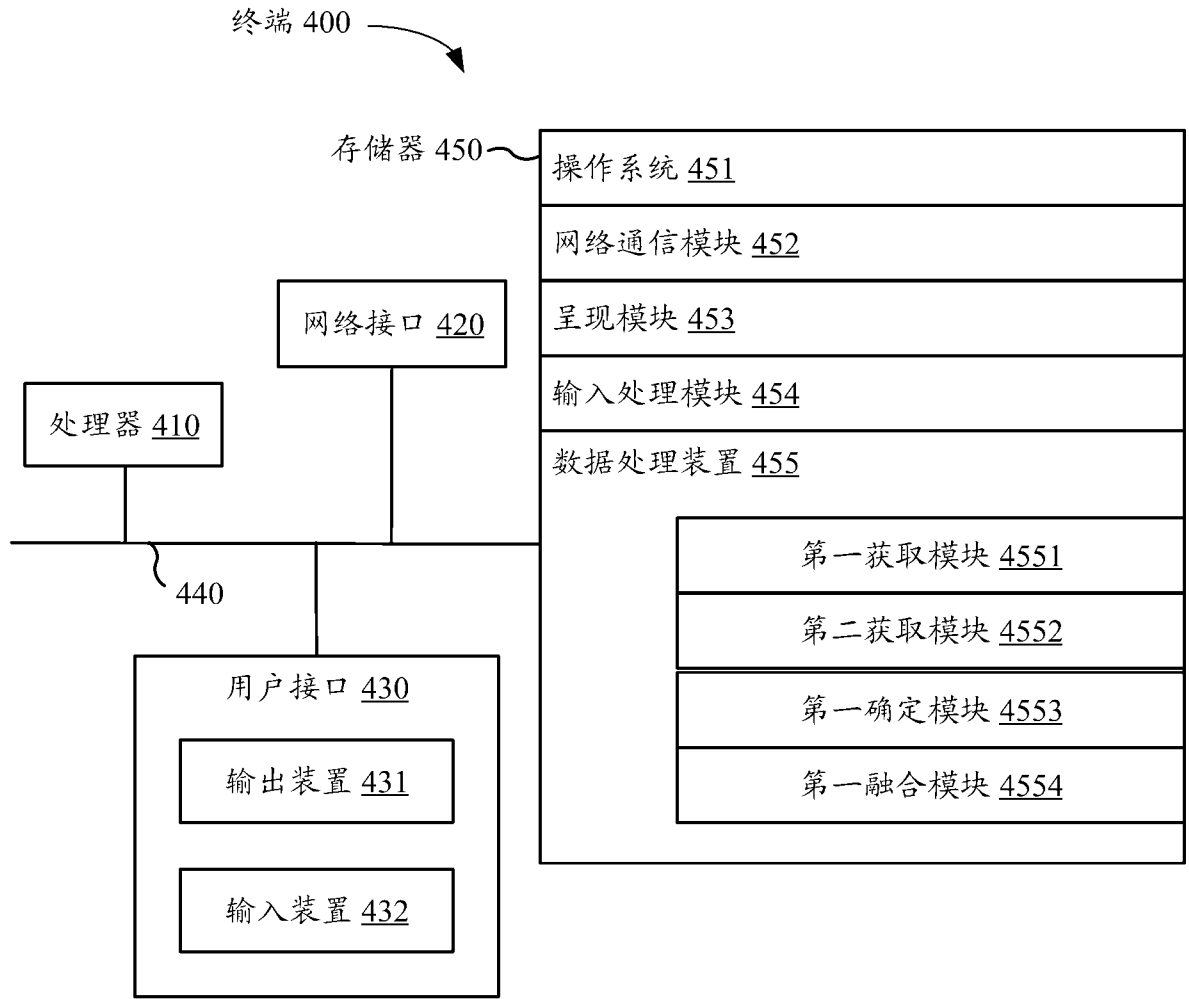 终端 400
存储器 450
操作系统 451
网络通信模块 452
呈现模块 453
输入处理模块 454
数据处理装置 455
第一获取模块 4551
第二获取模块 4552
第一确定模块 4553
第一融合模块 4554
网络接口 420
处理器 410
440
用户接口 430
输出装置 431
输入装置 432